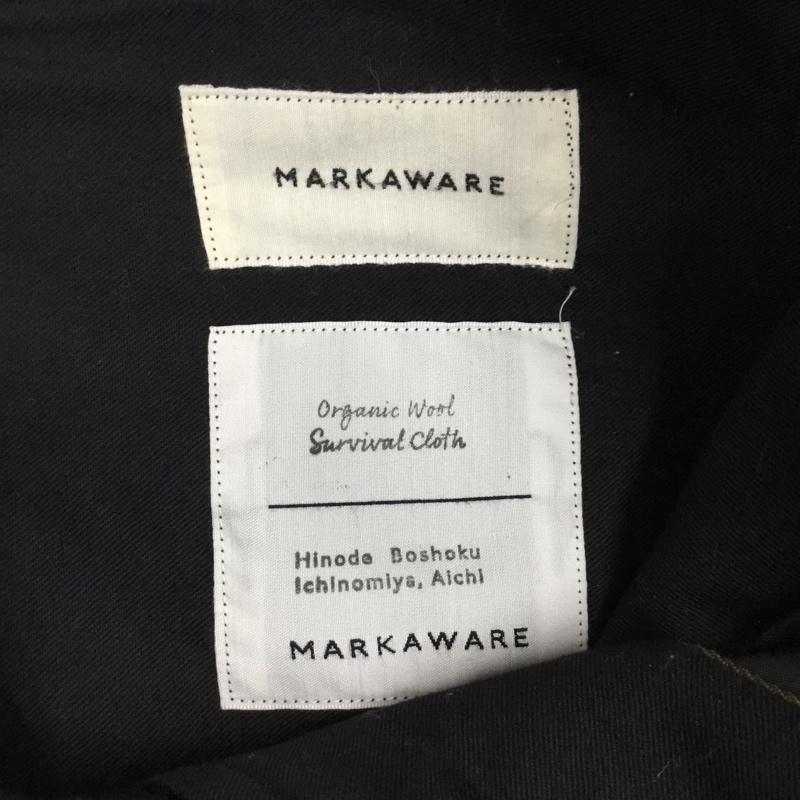 MARKAWARE
Organic Wool
Survival Cloth
Hinode Boshoku
Ichinomiya, Aichi
MARKAWARE